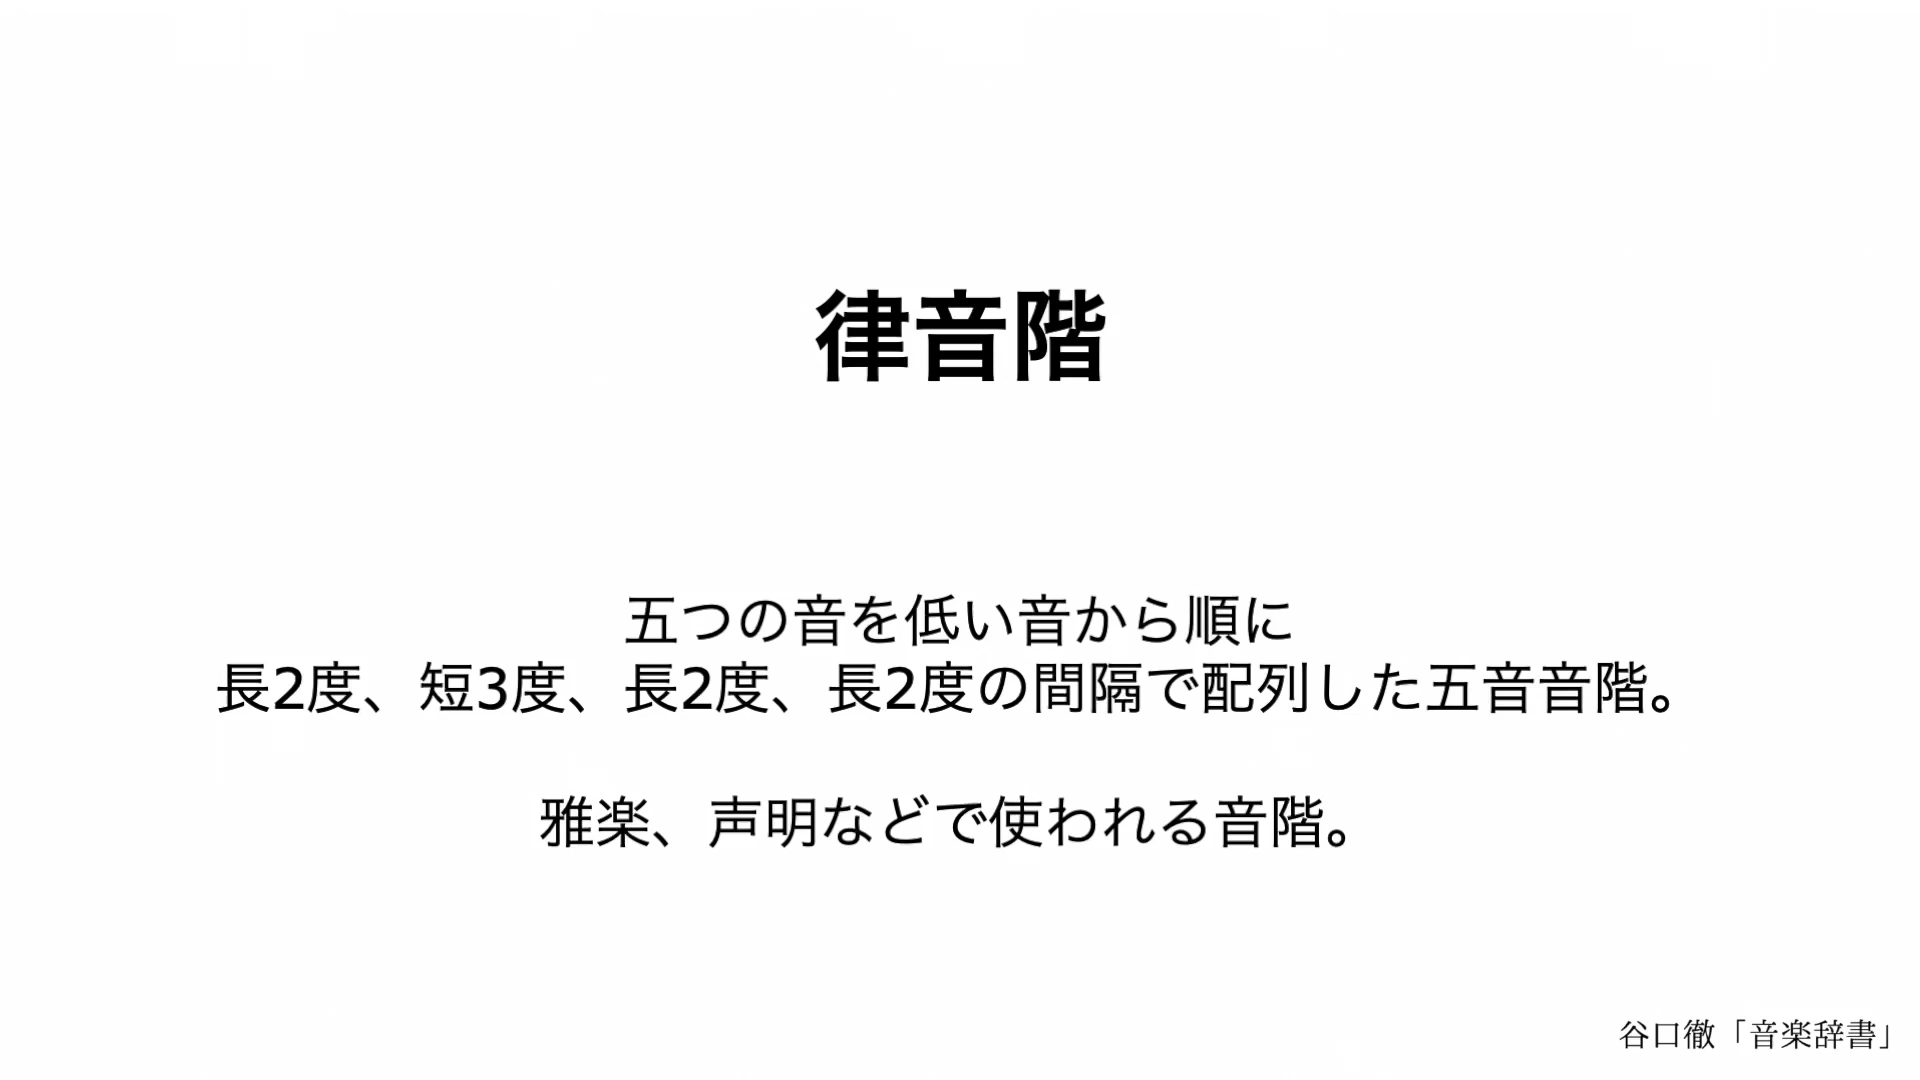 律音階
五つの音を低い音から順に
長2度、短3度、長2度、長2度の間隔で配列した五音音階。
雅楽、声明などで使われる音階。
谷口徹「音楽辞書」